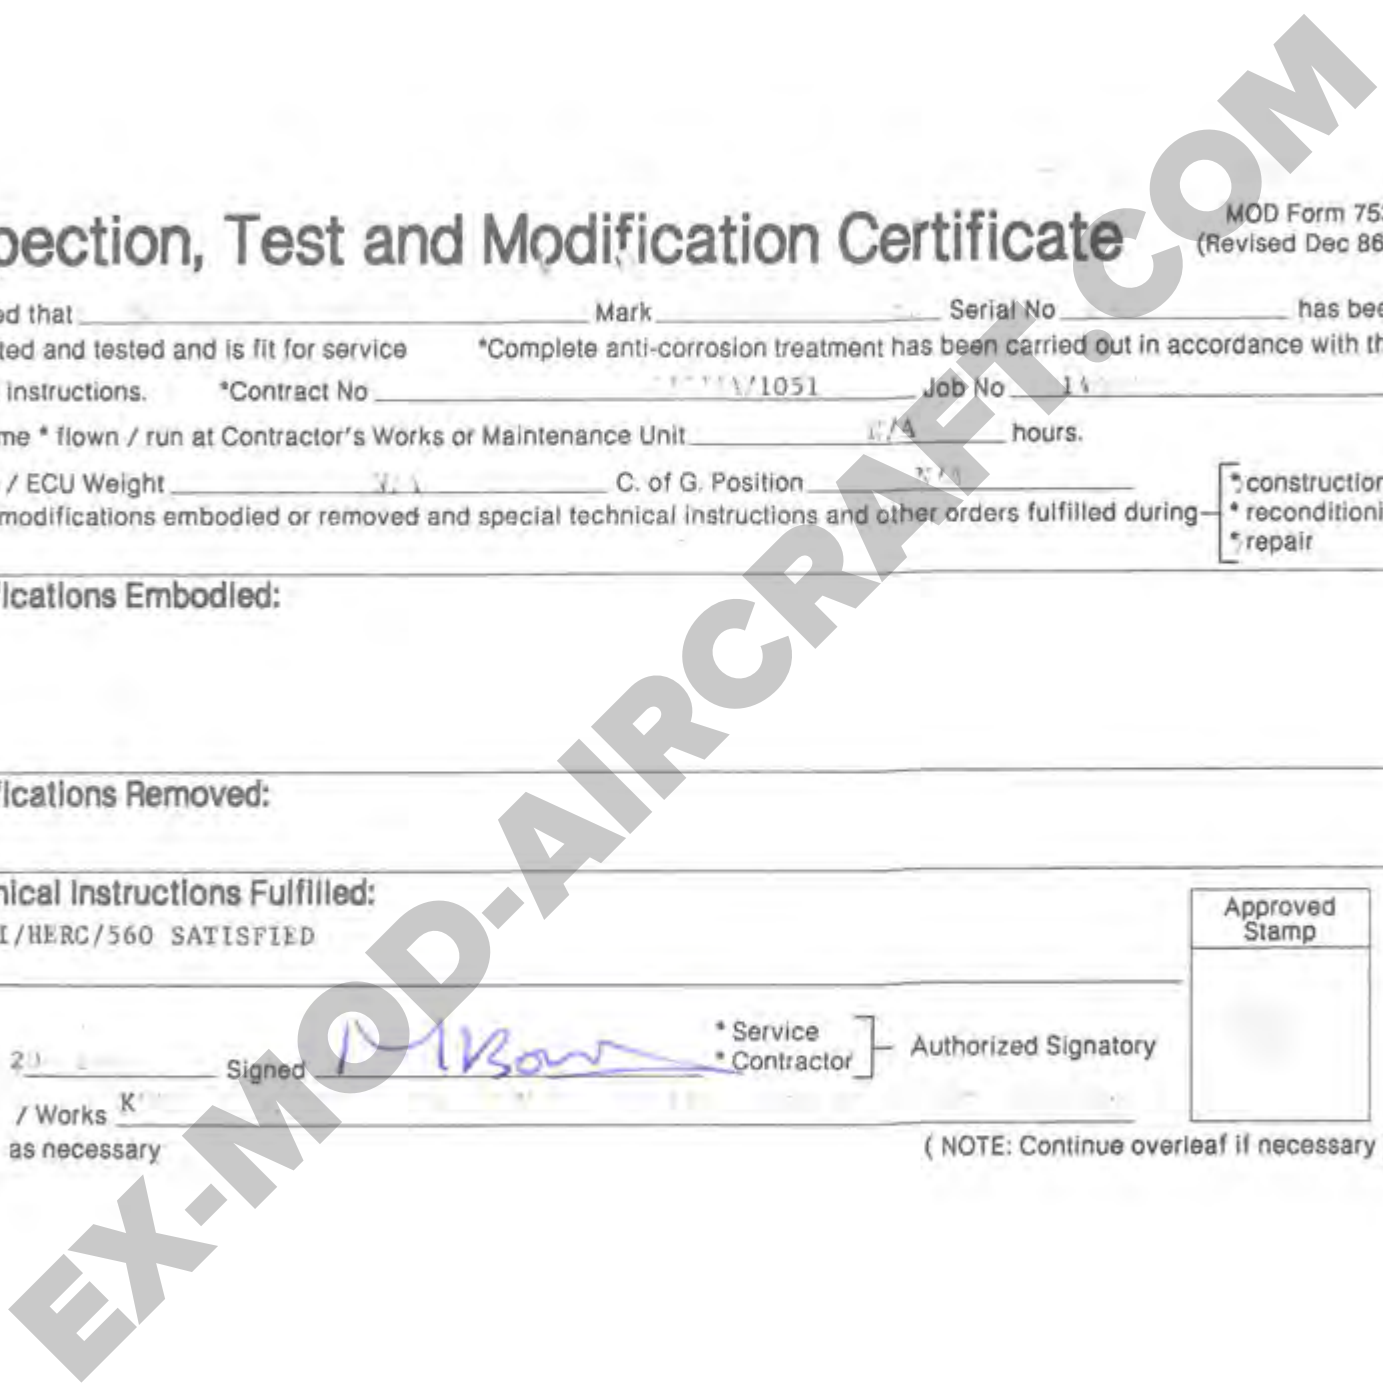 pection, Test and Modification Certificate
MOD Form 753
(Revised Dec 86
ed that Mark Serial No has bee
ted and tested and is fit for service *Complete anti-corrosion treatment has been carried out in accordance with th
instructions. *Contract No /1051 Job No
me * flown / run at Contractor's Works or Maintenance Unit N/A hours.
/ ECU Weight N/A C. of G. Position N/A
* construction
modifications embodied or removed and special technical instructions and other orders fulfilled during
* reconditioni
* repair
ications Embodied:
ications Removed:
nical Instructions Fulfilled:
I/HERC/560 SATISFIED
Approved
Stamp
20 Signed
* Service
* Contractor
Authorized Signatory
/ Works K
as necessary
( NOTE: Continue overleaf if necessary
EX-MOD-AIRCRAFT.COM